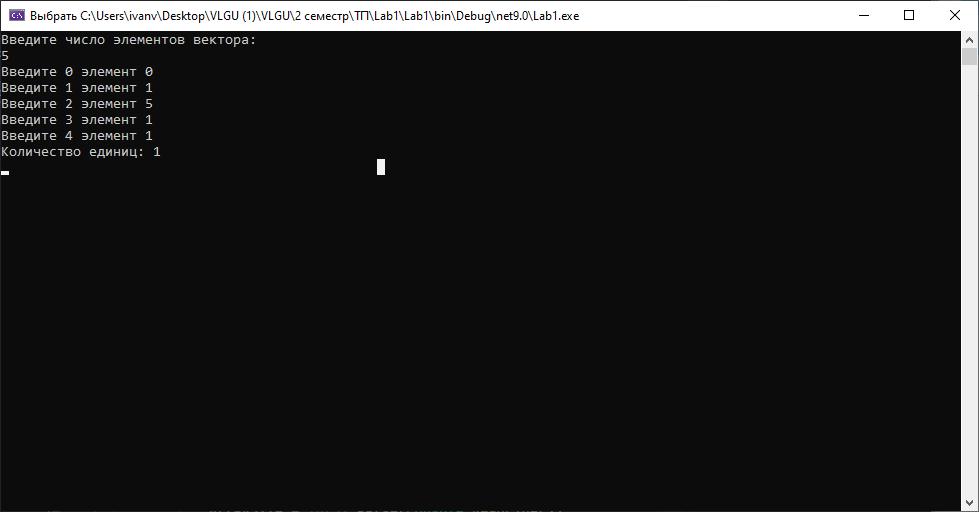 Выбрать C:\Users\ivanv\Desktop\VLGU (1)\VLGU\2 семестр\ТП\Lab1\Lab1\bin\Debug\net9.0\Lab1.exe
Введите число элементов вектора:
5
Введите 0 элемент 0
Введите 1 элемент 1
Введите 2 элемент 5
Введите 3 элемент 1
Введите 4 элемент 1
Количество единиц: 1